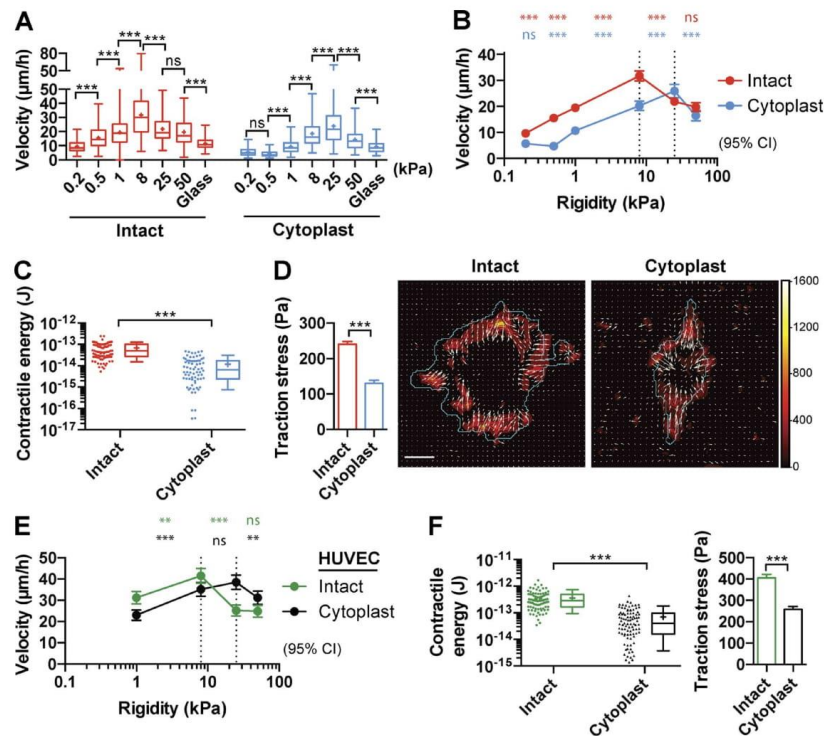 A
Velocity (μm/h)
80
50
50
40
30
20
10
0
***
***
***
***
ns
***
ns
***
***
***
***
***
0.2
0.5
1
8
25
50
Glass
0.2
0.5
1
8
25
50
Glass
(kPa)
Intact
Cytoplast
B
*** *** *** *** ns
ns *** *** *** ***
Velocity (μm/h)
40
30
20
10
0
0.1 1 10 100
Rigidity (kPa)
Intact
Cytoplast
(95% CI)
C
Contractile energy (J)
10-12
10-13
10-14
10-15
10-16
10-17
***
Intact
Cytoplast
D
Traction stress (Pa)
300
200
100
0
***
Intact
Cytoplast
Intact
Cytoplast
1600
1200
800
400
0
E
** *** ns
*** ns **
Velocity (μm/h)
50
40
30
20
10
0
0.1 1 10 100
Rigidity (kPa)
HUVEC
Intact
Cytoplast
(95% CI)
F
Contractile
energy (J)
10-11
10-12
10-13
10-14
10-15
***
Intact
Cytoplast
Traction stress (Pa)
500
400
300
200
100
0
***
Intact
Cytoplast